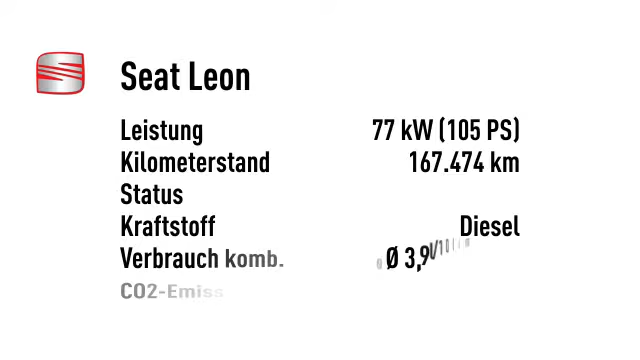 Seat Leon
Leistung 77 kW (105 PS)
Kilometerstand 167.474 km
Status
Kraftstoff Diesel
Verbrauch komb. Ø 3,9
CO2-Emiss